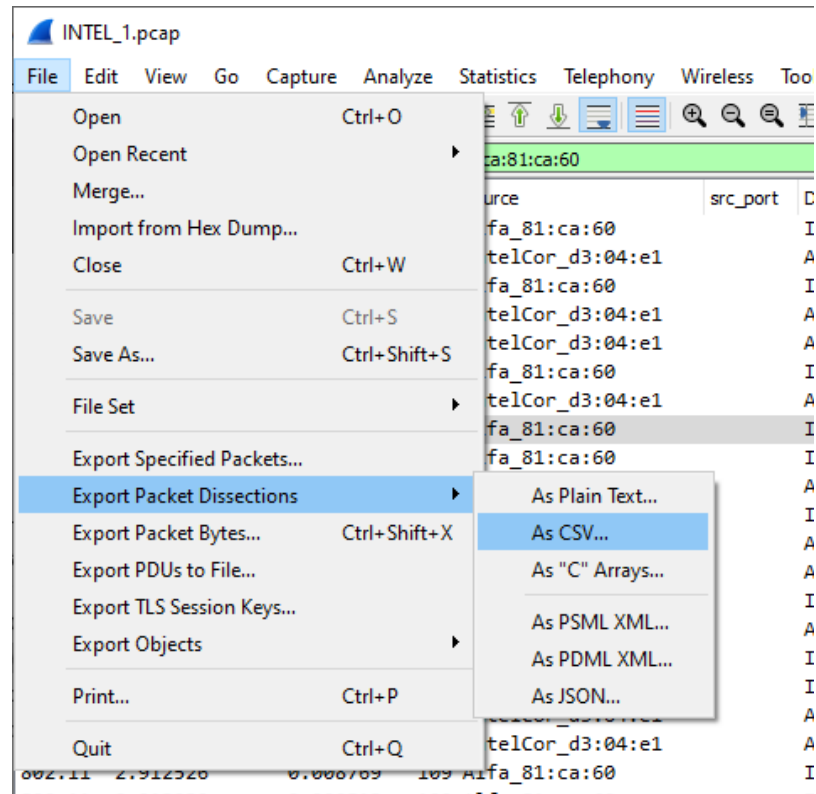 INTEL_1.pcap
File Edit View Go Capture Analyze Statistics Telephony Wireless
Open Ctrl+O
Open Recent
Merge...
Import from Hex Dump...
Close Ctrl+W
Save Ctrl+S
Save As... Ctrl+Shift+S
File Set
Export Specified Packets...
Export Packet Dissections
Export Packet Bytes... Ctrl+Shift+X
Export PDUs to File...
Export TLS Session Keys...
Export Objects
Print... Ctrl+P
Quit Ctrl+Q
As Plain Text...
As CSV...
As "C" Arrays...
As PSML XML...
As PDML XML...
As JSON...
ca:81:ca:60
urce src_port D
fa_81:ca:60 I
telCor_d3:04:e1 A
fa_81:ca:60 I
telCor_d3:04:e1 A
telCor_d3:04:e1 A
fa_81:ca:60 I
telCor_d3:04:e1 A
fa_81:ca:60 I
fa_81:ca:60 I
A
I
A
A
I
A
I
I
A
telCor_d3:04:e1 A
802.11 2.912526 0.008769 109 Alfa_81:ca:60 I